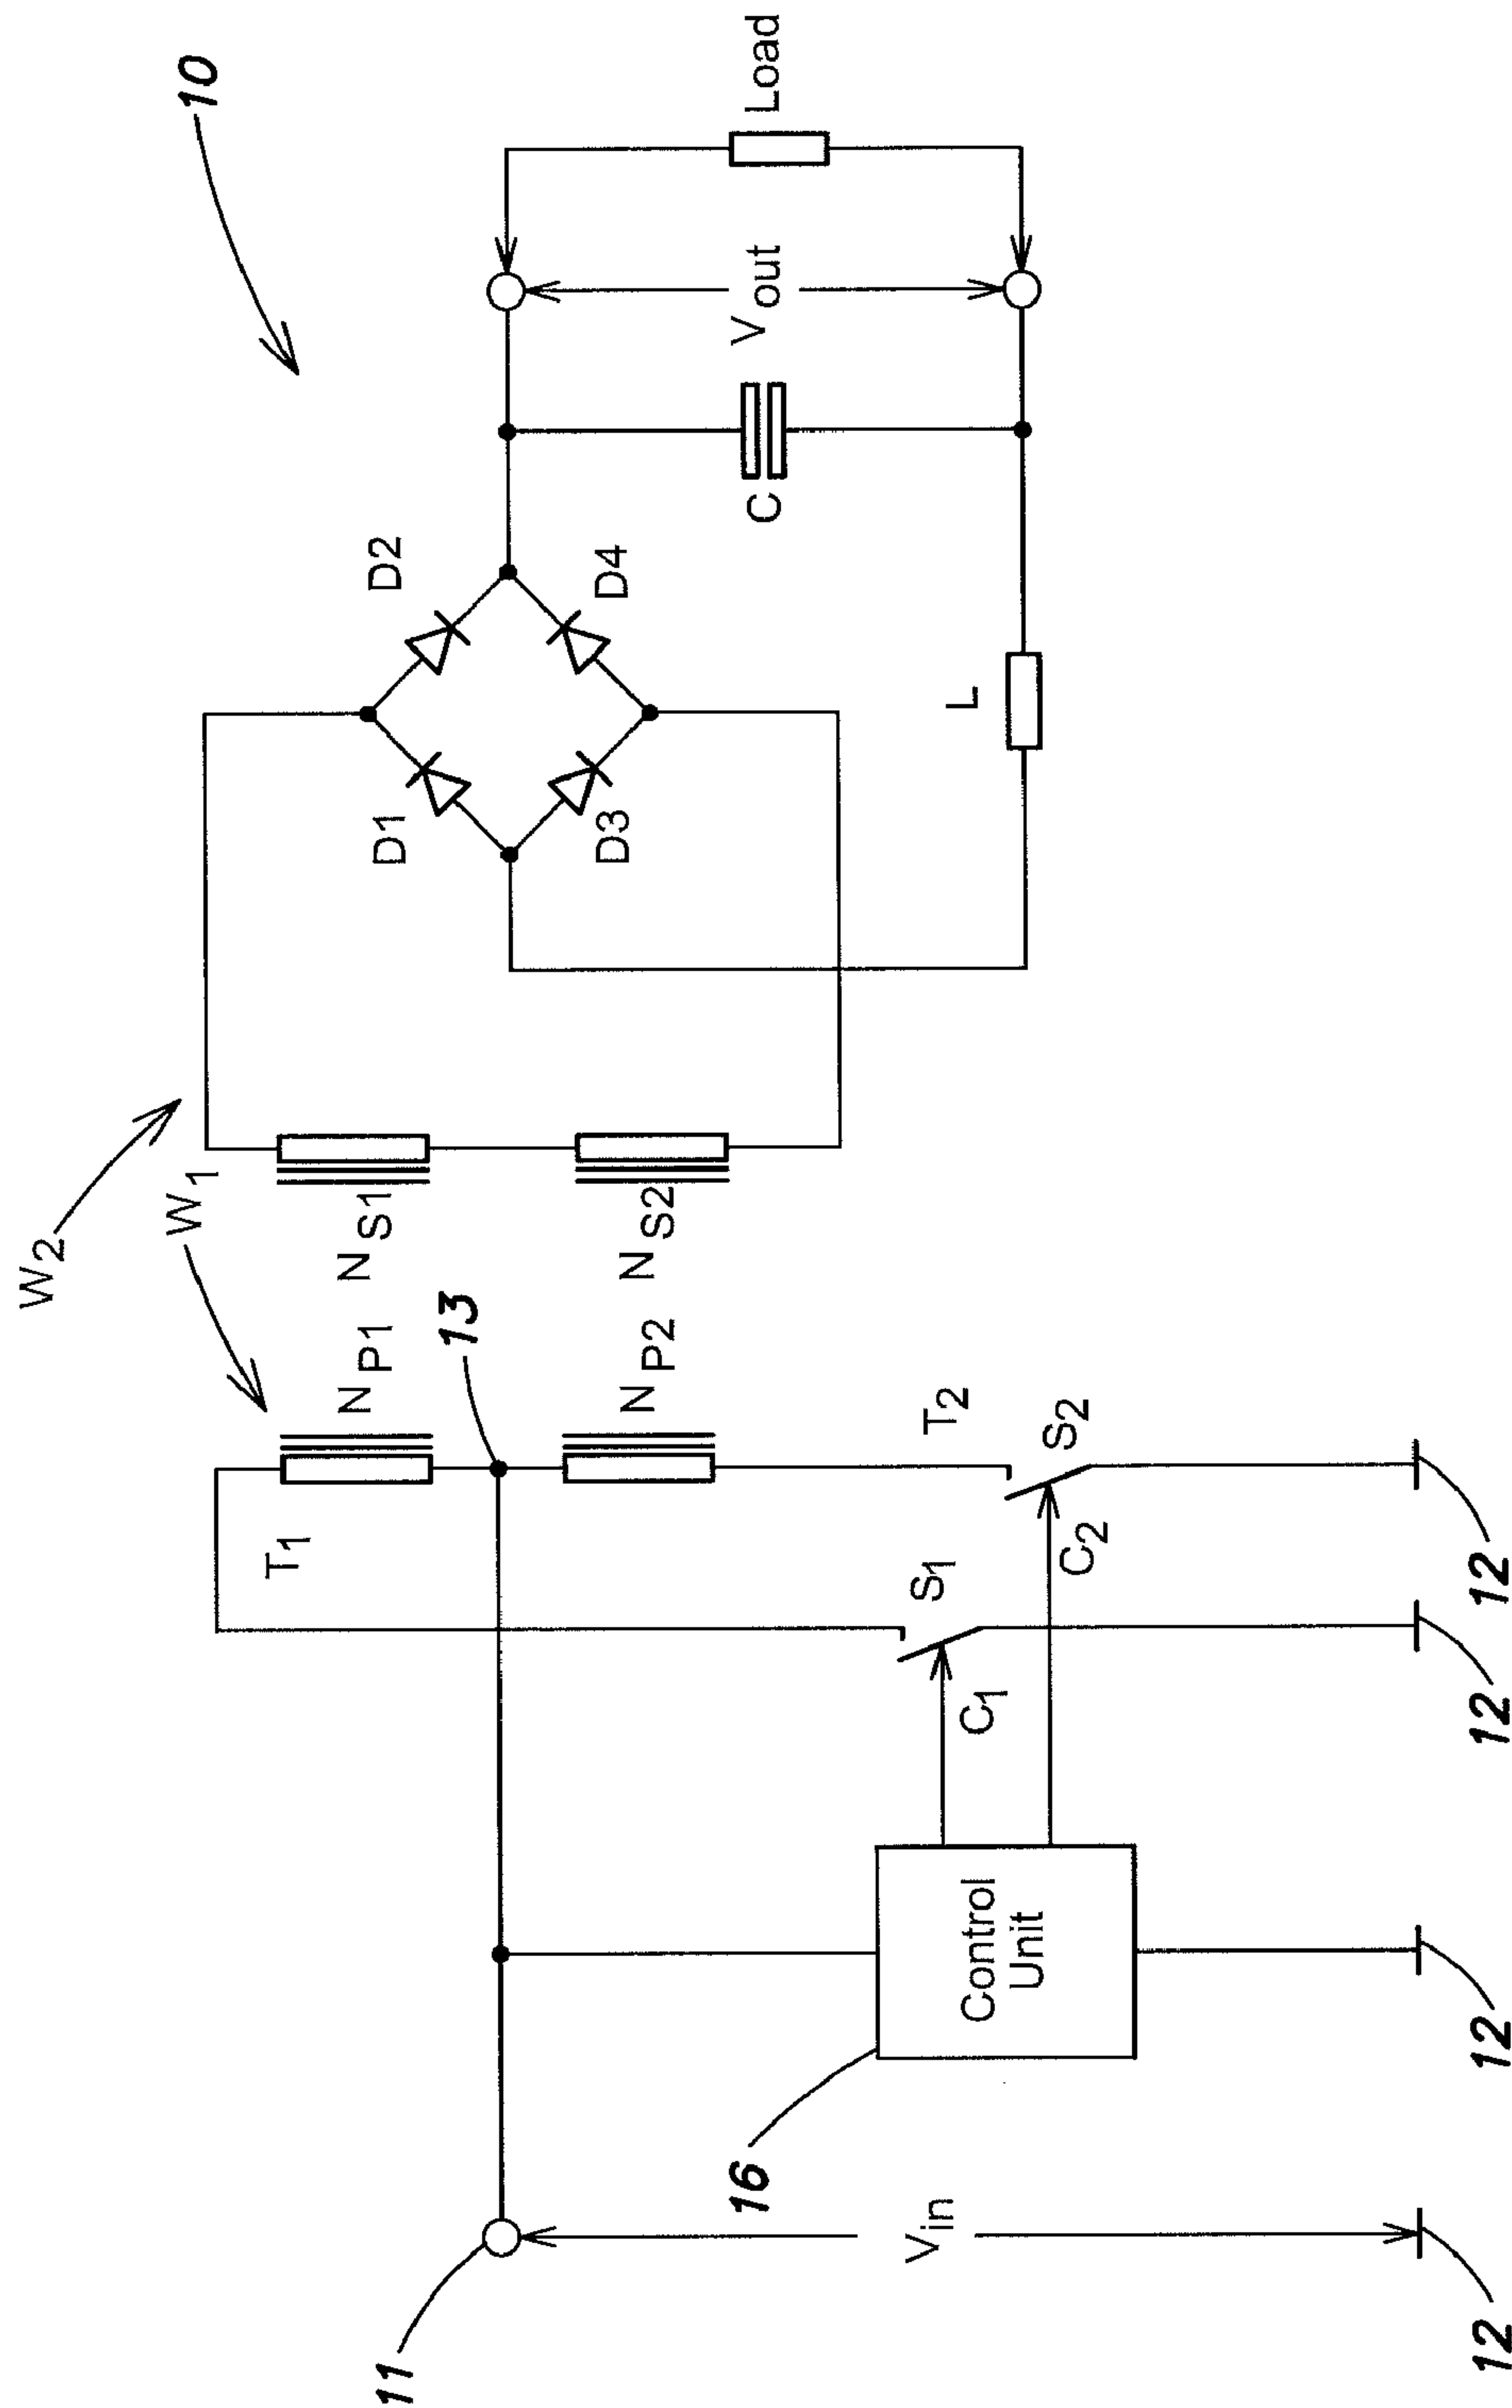 10
W2
W1
T1
NP1
NS1
13
NP2
NS2
D1
D2
D3
D4
C
Vout
Load
L
11
Vin
16
Control
Unit
C1
S1
C2
S2
T2
12
12
12
12